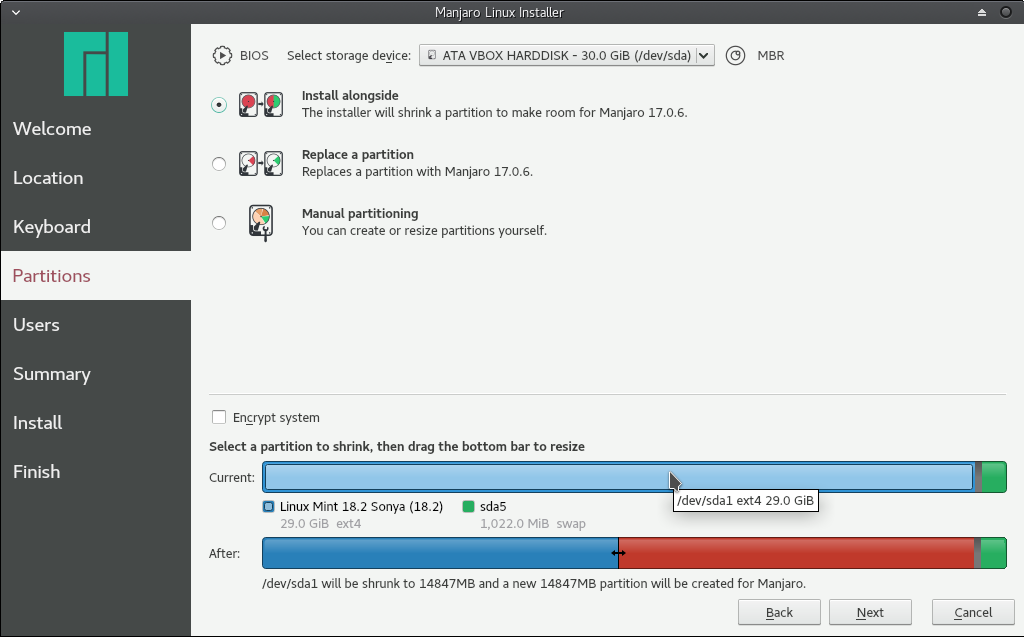 Manjaro Linux Installer
BIOS Select storage device: ATA VBOX HARDDISK - 30.0 GiB (/dev/sda) MBR
Welcome
Location
Keyboard
Partitions
Users
Summary
Install
Finish
Install alongside
The installer will shrink a partition to make room for Manjaro 17.0.6.
Replace a partition
Replaces a partition with Manjaro 17.0.6.
Manual partitioning
You can create or resize partitions yourself.
Encrypt system
Select a partition to shrink, then drag the bottom bar to resize
Current:
/dev/sda1 ext4 29.0 GiB
Linux Mint 18.2 Sonya (18.2) sda5
29.0 GiB ext4 1,022.0 MiB swap
After:
/dev/sda1 will be shrunk to 14847MB and a new 14847MB partition will be created for Manjaro.
Back Next Cancel